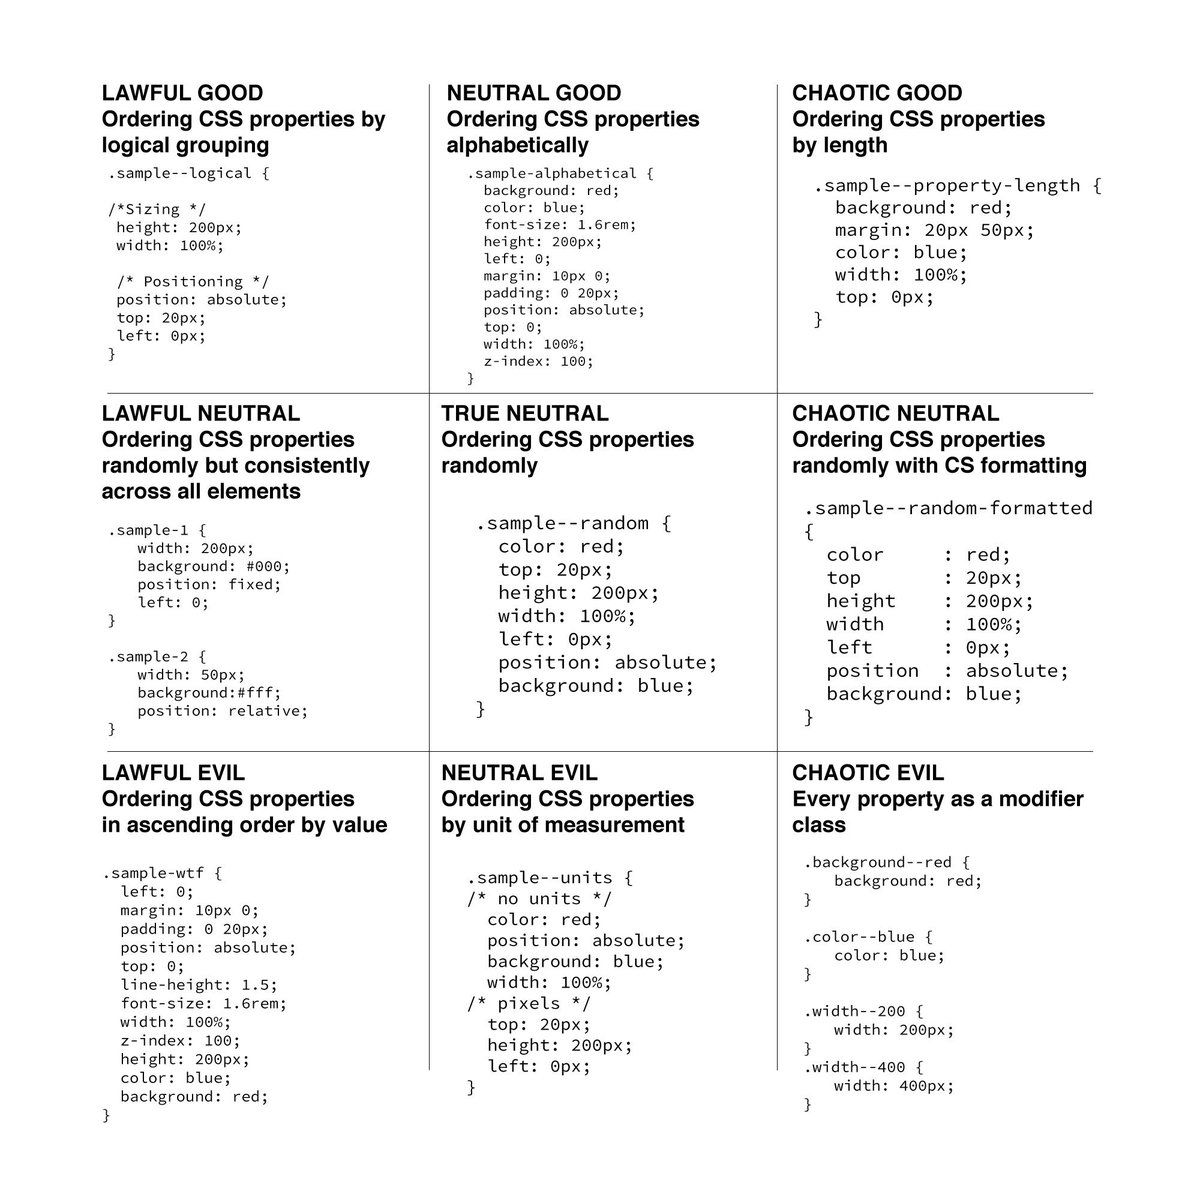 LAWFUL GOOD
Ordering CSS properties by
logical grouping
.sample--logical {
/*Sizing */
height: 200px;
width: 100%;
/* Positioning */
position: absolute;
top: 20px;
left: 0px;
}
NEUTRAL GOOD
Ordering CSS properties
alphabetically
.sample-alphabetical {
background: red;
color: blue;
font-size: 1.6rem;
height: 200px;
left: 0;
margin: 10px 0;
padding: 0 20px;
position: absolute;
top: 0;
width: 100%;
z-index: 100;
}
CHAOTIC GOOD
Ordering CSS properties
by length
.sample--property-length {
background: red;
margin: 20px 50px;
color: blue;
width: 100%;
top: 0px;
}
LAWFUL NEUTRAL
Ordering CSS properties
randomly but consistently
across all elements
.sample-1 {
width: 200px;
background: #000;
position: fixed;
left: 0;
}
.sample-2 {
width: 50px;
background:#fff;
position: relative;
}
TRUE NEUTRAL
Ordering CSS properties
randomly
.sample--random {
color: red;
top: 20px;
height: 200px;
width: 100%;
left: 0px;
position: absolute;
background: blue;
}
CHAOTIC NEUTRAL
Ordering CSS properties
randomly with CS formatting
.sample--random-formatted
{
color     : red;
top       : 20px;
height    : 200px;
width     : 100%;
left      : 0px;
position  : absolute;
background: blue;
}
LAWFUL EVIL
Ordering CSS properties
in ascending order by value
.sample-wtf {
left: 0;
margin: 10px 0;
padding: 0 20px;
position: absolute;
top: 0;
line-height: 1.5;
font-size: 1.6rem;
width: 100%;
z-index: 100;
height: 200px;
color: blue;
background: red;
}
NEUTRAL EVIL
Ordering CSS properties
by unit of measurement
.sample--units {
/* no units */
color: red;
position: absolute;
background: blue;
width: 100%;
/* pixels */
top: 20px;
height: 200px;
left: 0px;
}
CHAOTIC EVIL
Every property as a modifier
class
.background--red {
background: red;
}
.color--blue {
color: blue;
}
.width--200 {
width: 200px;
}
.width--400 {
width: 400px;
}